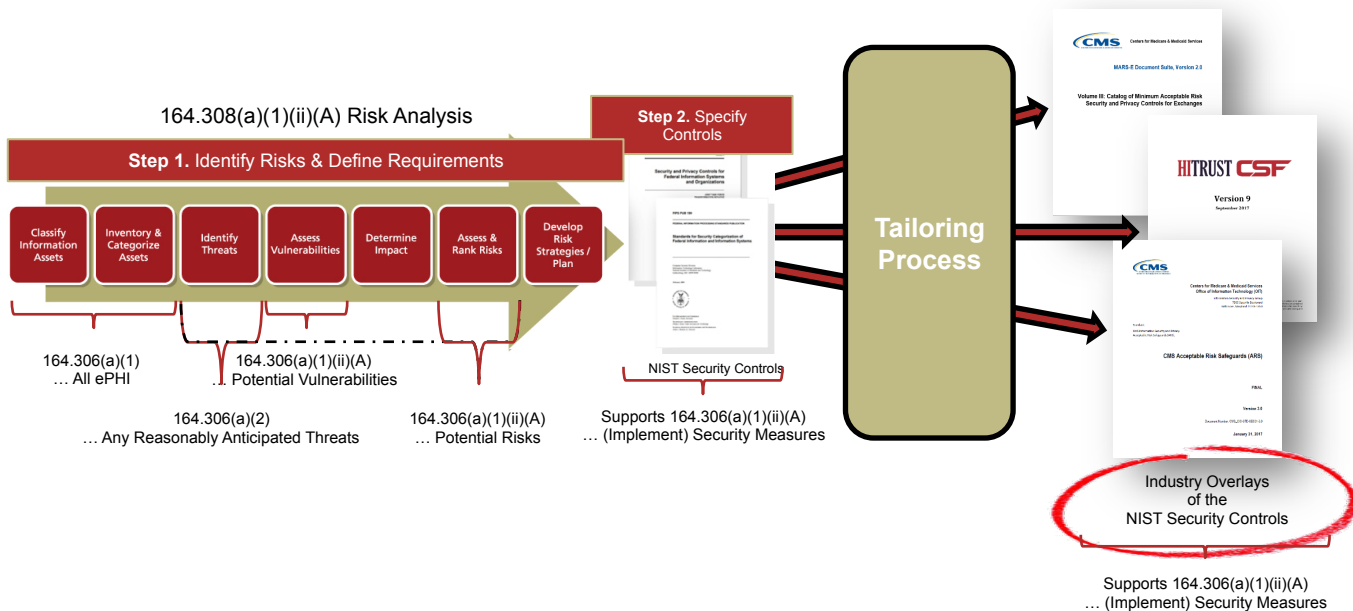 164.308(a)(1)(ii)(A) Risk Analysis
Step 1. Identify Risks & Define Requirements
Classify
Information
Assets
Inventory &
Categorize
Assets
Identify
Threats
Assess
Vulnerabilities
Determine
Impact
Assess &
Rank Risks
Develop
Risk
Strategies /
Plan
164.306(a)(1)
… All ePHI
164.306(a)(1)(ii)(A)
… Potential Vulnerabilities
164.306(a)(2)
… Any Reasonably Anticipated Threats
164.306(a)(1)(ii)(A)
… Potential Risks
Step 2. Specify
Controls
Security and Privacy Controls for
Federal Information Systems
and Organizations
Standards for Security Categorization of
Federal Information and Information Systems
NIST Security Controls
Supports 164.306(a)(1)(ii)(A)
… (Implement) Security Measures
Tailoring
Process
CMS
Centers for Medicare & Medicaid Services
MARS-E Document Suite, Version 2.0
Volume III: Catalog of Minimum Acceptable Risk
Security and Privacy Controls for Exchanges
HITRUST CSF
Version 9
September 2017
CMS
Centers for Medicare & Medicaid Services
Office of Information Technology (OIT)
CMS Acceptable Risk Safeguards (ARS)
FINAL
January 31, 2017
Industry Overlays
of the
NIST Security Controls
Supports 164.306(a)(1)(ii)(A)
… (Implement) Security Measures